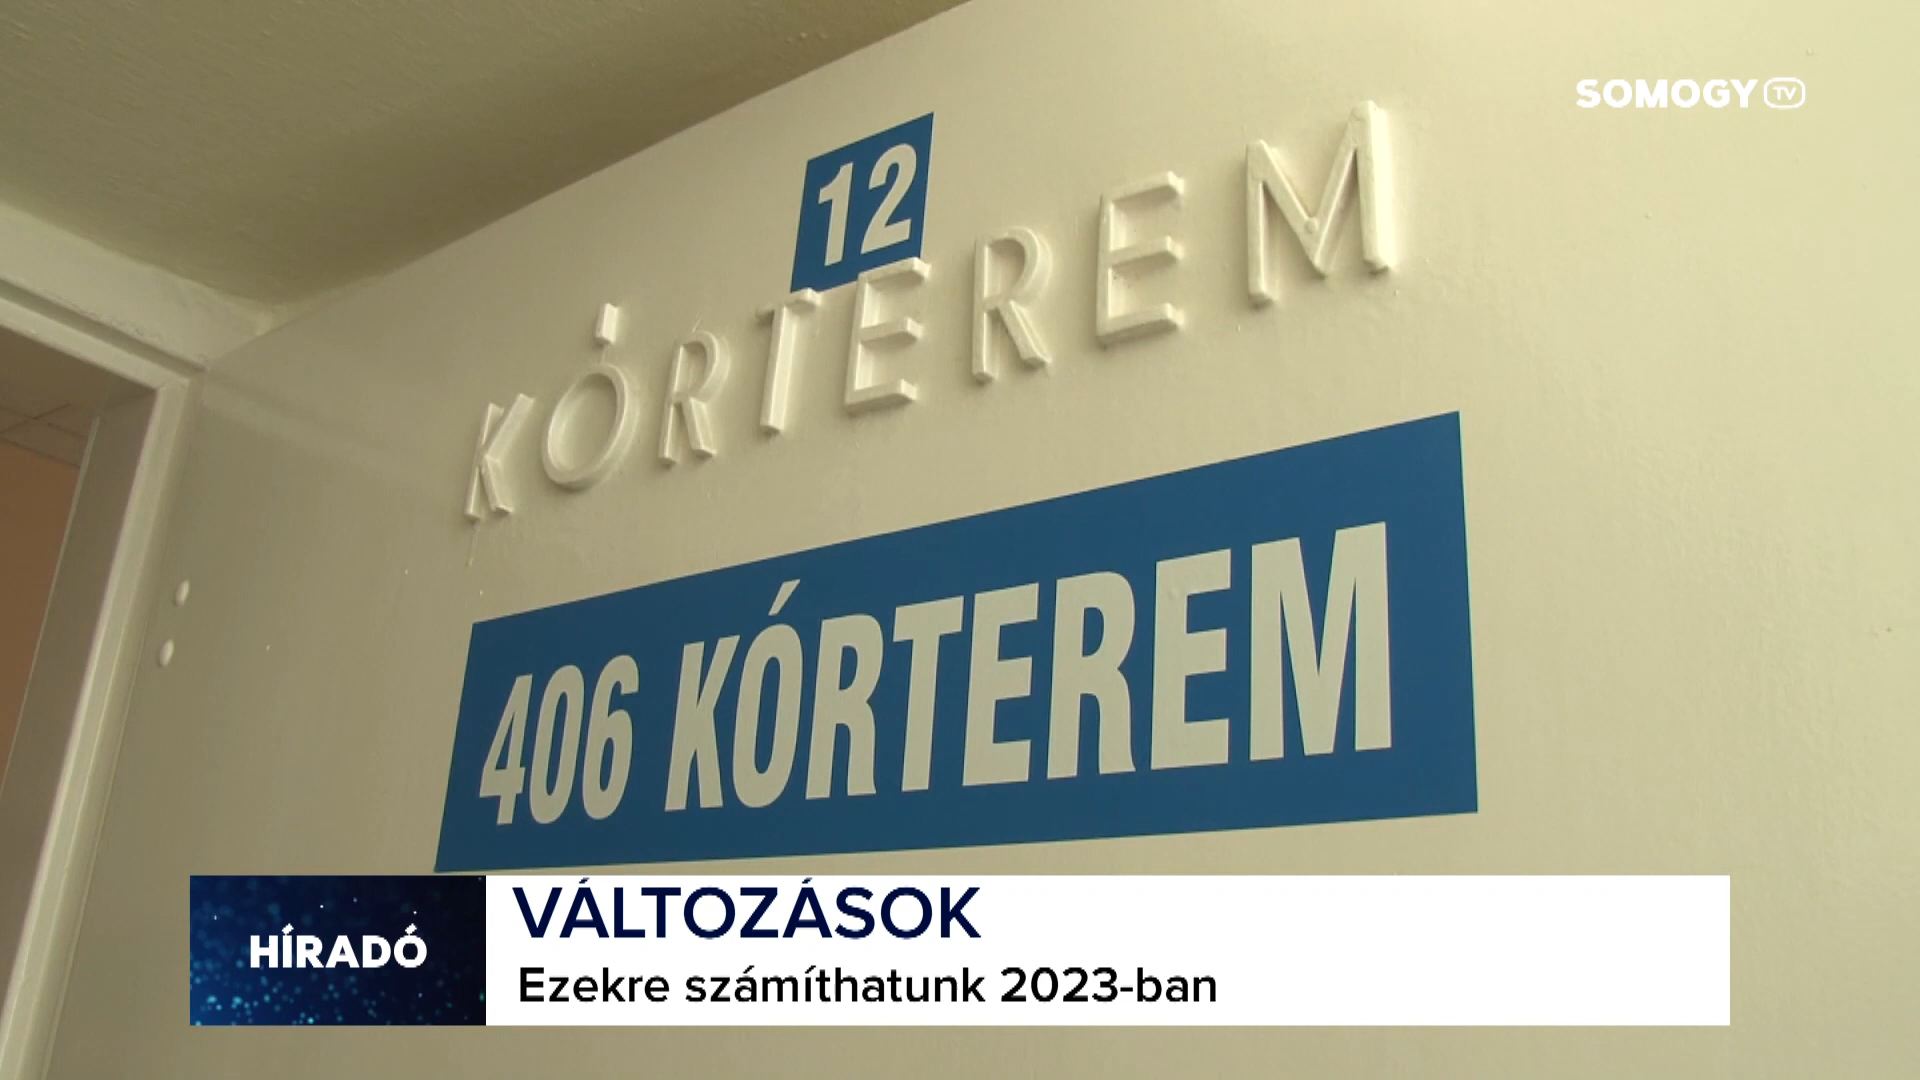 SOMOGY TV
12
KÓRTEREM
406 KÓRTEREM
HÍRADÓ
VÁLTOZÁSOK
Ezekre számíthatunk 2023-ban